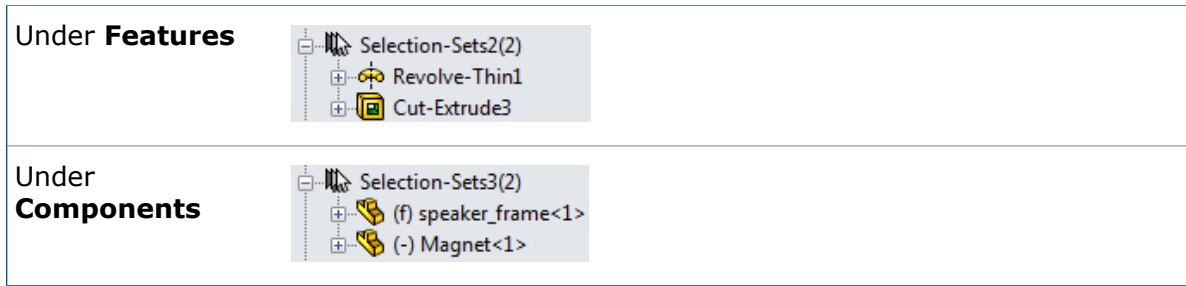 Under Features
Selection-Sets2(2)
Revolve-Thin1
Cut-Extrude3
Under
Components
Selection-Sets3(2)
(f) speaker_frame<1>
(-) Magnet<1>